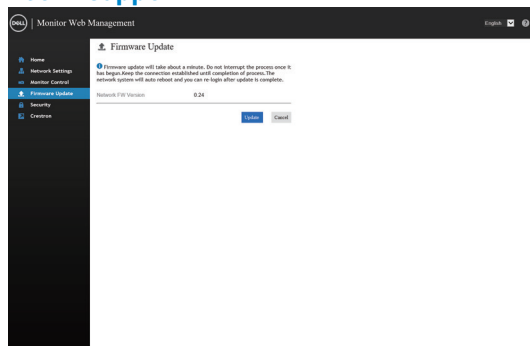 DELL | Monitor Web Management
English
Firmware Update
Home
Network Settings
Monitor Control
Firmware Update
Security
Crestron
Firmware update will take about a minute. Do not interrupt the process once it
has begun.Keep the connection established until completion of process.The
network system will auto reboot and you can re-login after update is complete.
Network FW Version 0.24
Update Cancel